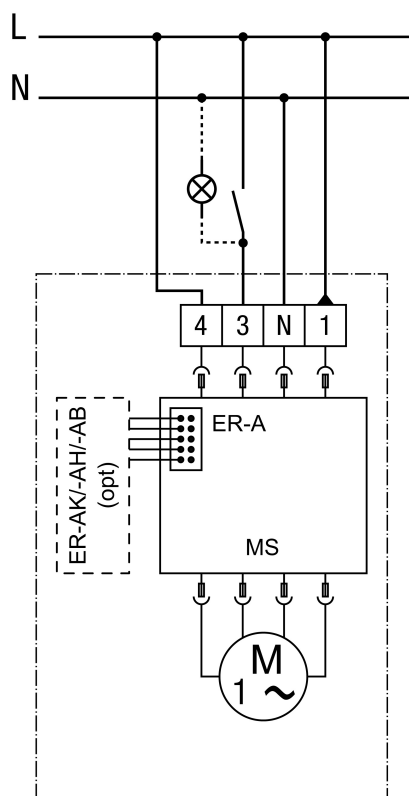 L
N
4 3 N 1
ER-A
ER-AK/-AH/-AB
(opt)
MS
M
1 ~